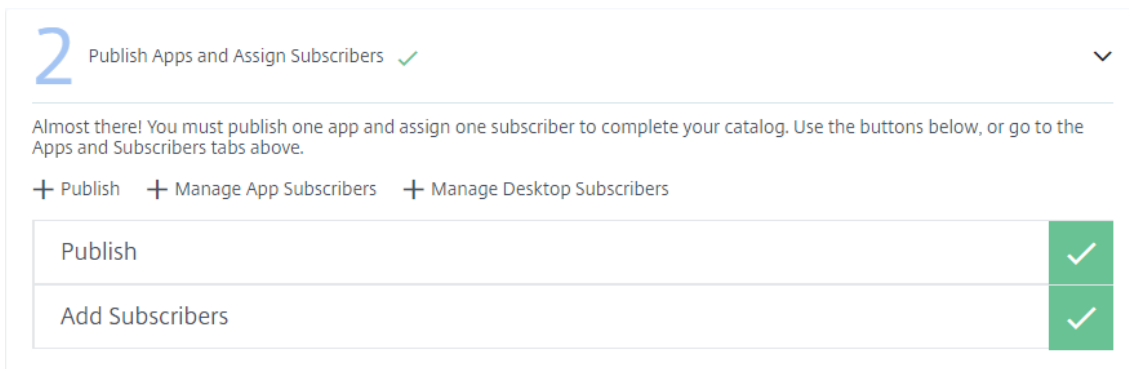 2 Publish Apps and Assign Subscribers
Almost there! You must publish one app and assign one subscriber to complete your catalog. Use the buttons below, or go to the
Apps and Subscribers tabs above.
+ Publish + Manage App Subscribers + Manage Desktop Subscribers
Publish
Add Subscribers